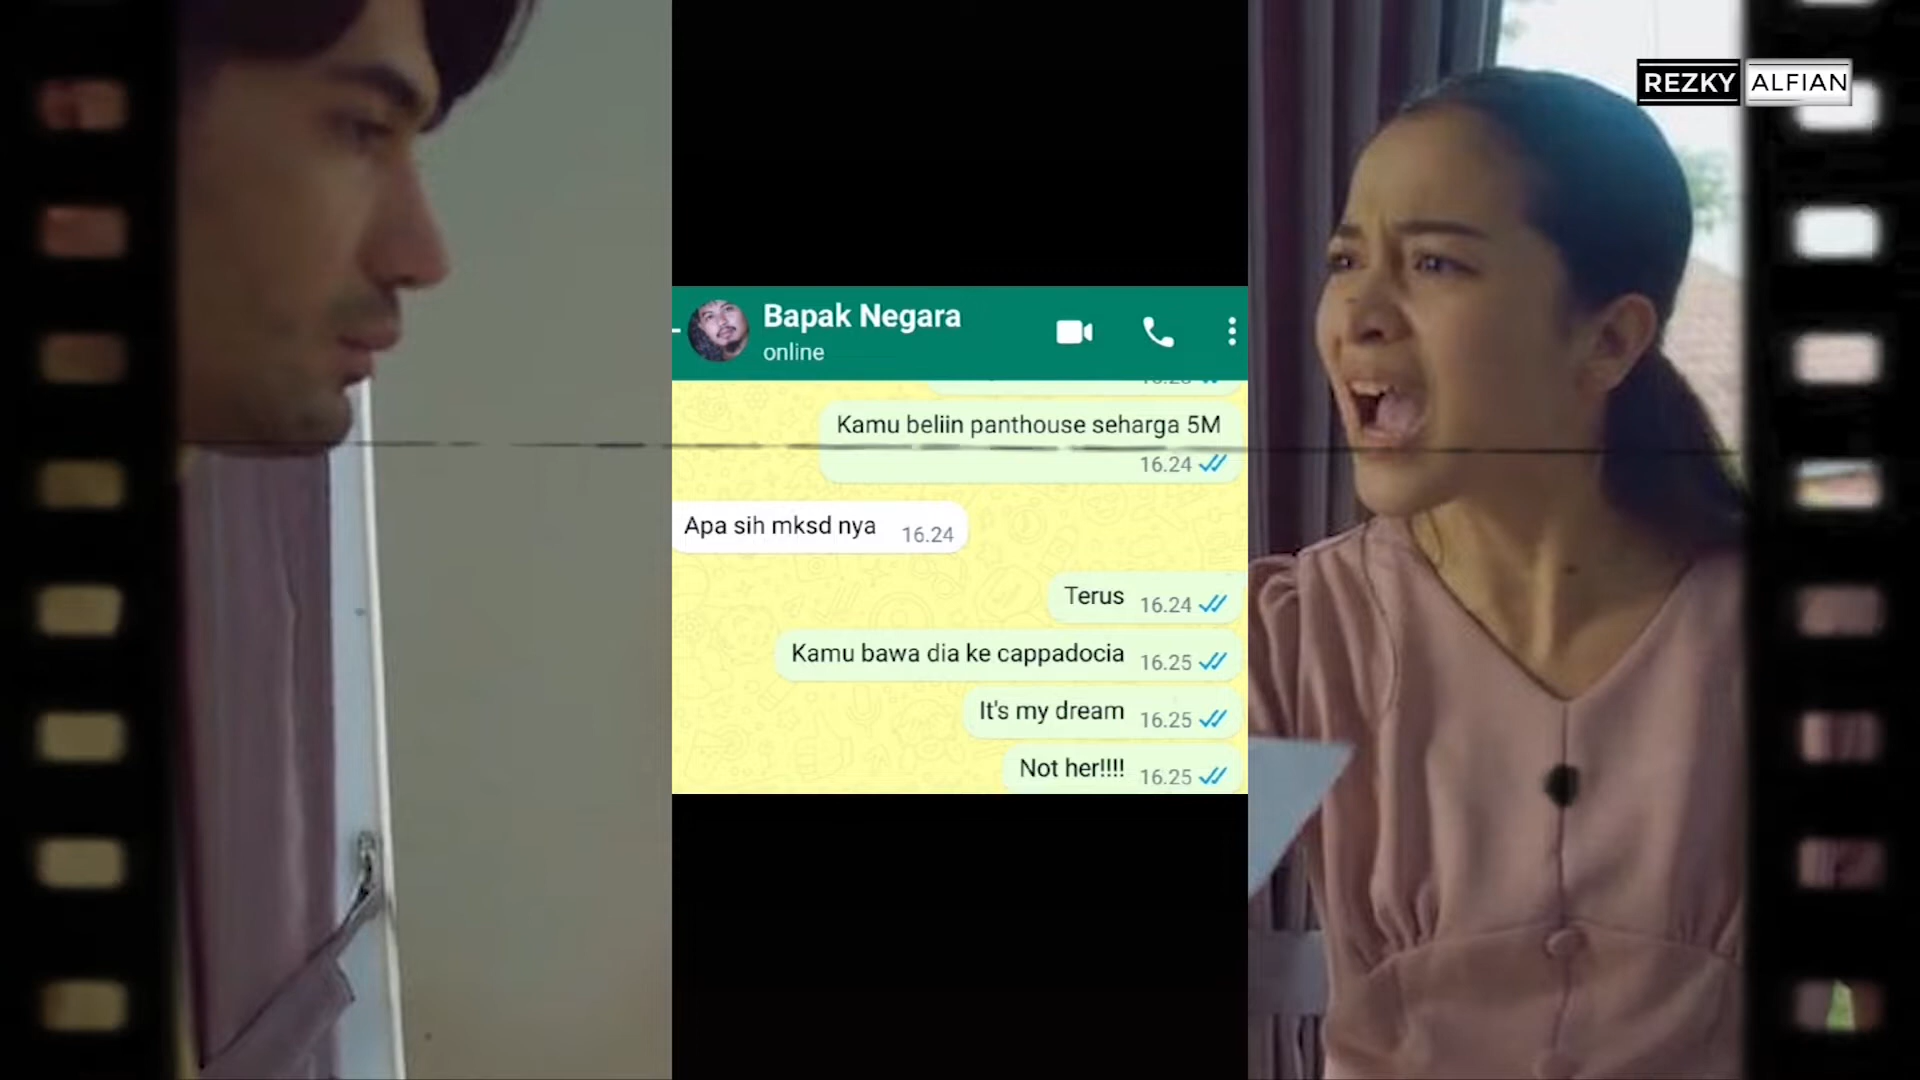 REZKY ALFIAN
Bapak Negara
online
Kamu beliin panthouse seharga 5M
16.24
Apa sih mksd nya 16.24
Terus 16.24
Kamu bawa dia ke cappadocia 16.25
It's my dream 16.25
Not her!!!! 16.25